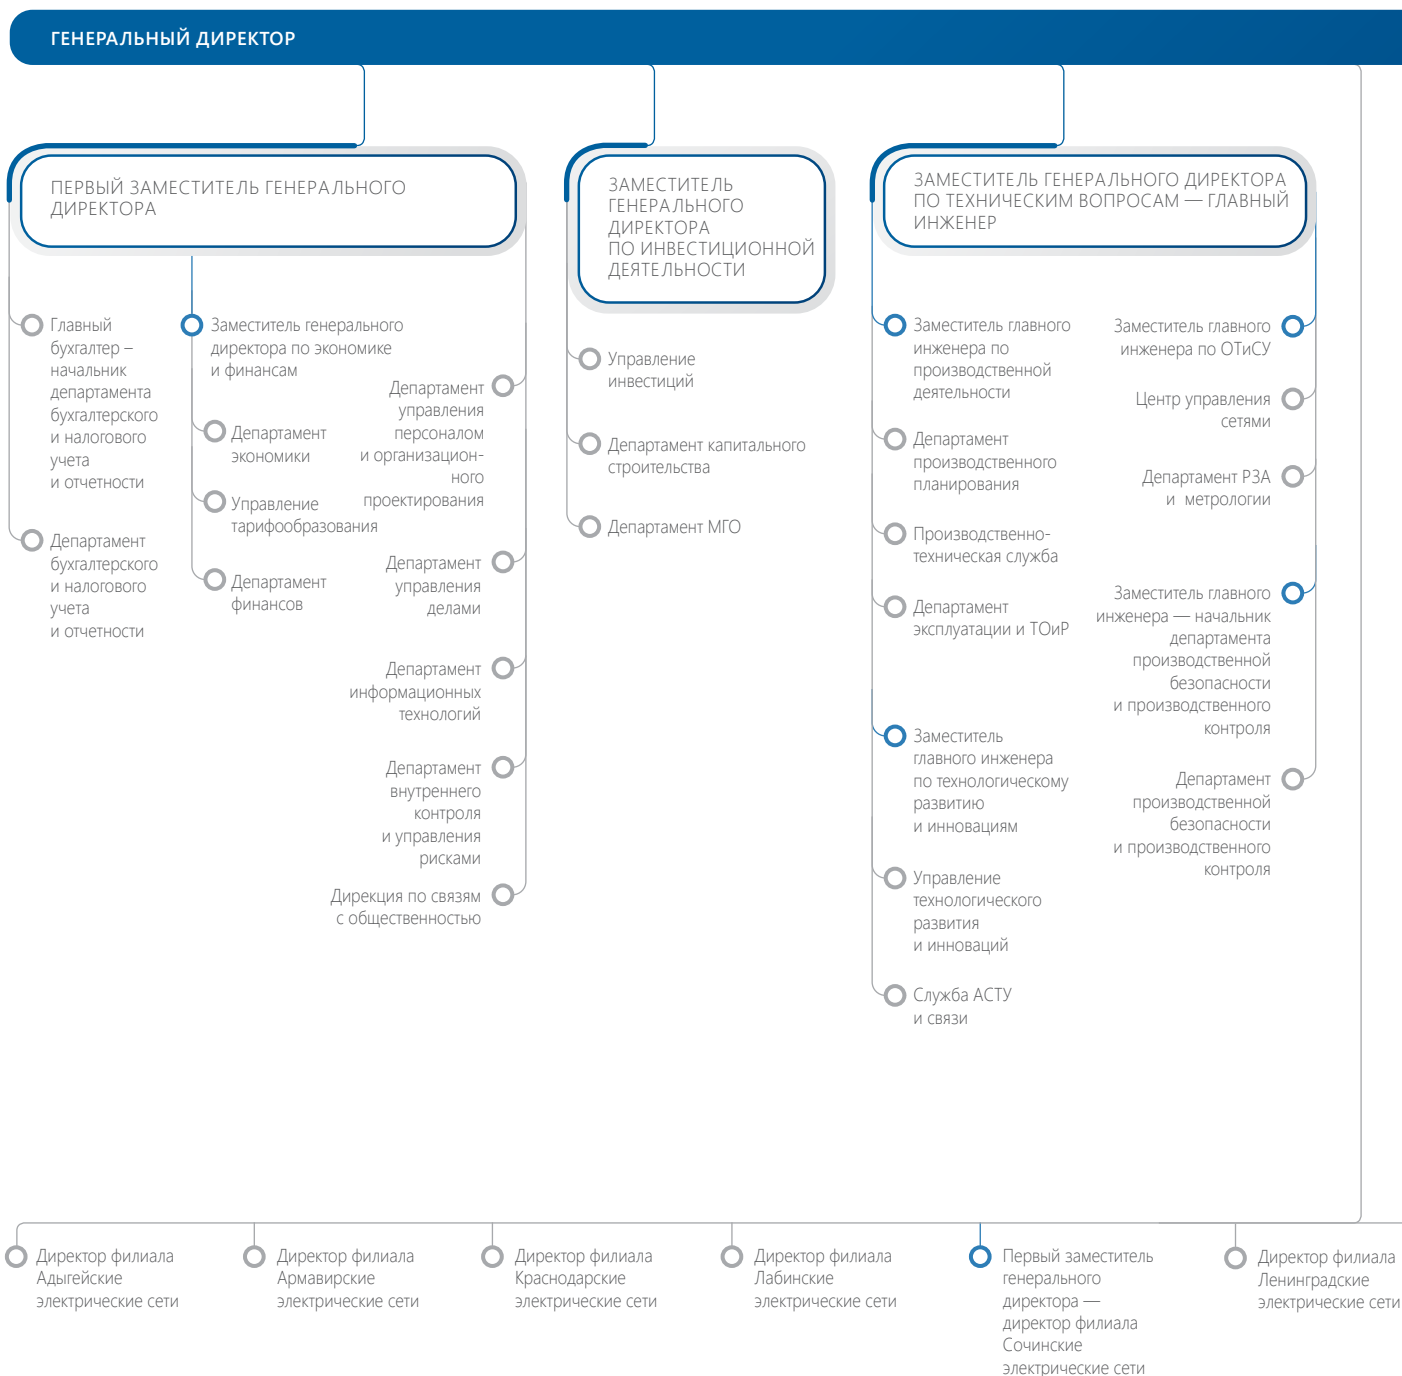 ГЕНЕРАЛЬНЫЙ ДИРЕКТОР
ПЕРВЫЙ ЗАМЕСТИТЕЛЬ ГЕНЕРАЛЬНОГО
ДИРЕКТОРА
Главный
бухгалтер –
начальник
департамента
бухгалтерского
и налогового
учета
и отчетности
Департамент
бухгалтерского
и налогового
учета
и отчетности
Заместитель генерального
директора по экономике
и финансам
Департамент
экономики
Управление
тарифообразования
Департамент
финансов
Департамент
управления
персоналом
и организацион-
ного
проектирования
Департамент
управления
делами
Департамент
информационных
технологий
Департамент
внутреннего
контроля
и управления
рисками
Дирекция по связям
с общественностью
ЗАМЕСТИТЕЛЬ
ГЕНЕРАЛЬНОГО
ДИРЕКТОРА
ПО ИНВЕСТИЦИОННОЙ
ДЕЯТЕЛЬНОСТИ
Управление
инвестиций
Департамент капитального
строительства
Департамент МГО
ЗАМЕСТИТЕЛЬ ГЕНЕРАЛЬНОГО ДИРЕКТОРА
ПО ТЕХНИЧЕСКИМ ВОПРОСАМ — ГЛАВНЫЙ
ИНЖЕНЕР
Заместитель главного
инженера по
производственной
деятельности
Департамент
производственного
планирования
Производственно-
техническая служба
Департамент
эксплуатации и ТОиР
Заместитель
главного инженера
по технологическому
развитию
и инновациям
Управление
технологического
развития
и инноваций
Служба АСТУ
и связи
Заместитель главного
инженера по ОТиСУ
Центр управления
сетями
Департамент РЗА
и метрологии
Заместитель главного
инженера — начальник
департамента
производственной
безопасности
и производственного
контроля
Департамент
производственной
безопасности
и производственного
контроля
Директор филиала
Адыгейские
электрические сети
Директор филиала
Армавирские
электрические сети
Директор филиала
Краснодарские
электрические сети
Директор филиала
Лабинские
электрические сети
Первый заместитель
генерального
директора —
директор филиала
Сочинские
электрические сети
Директор филиала
Ленинградские
электрические сети